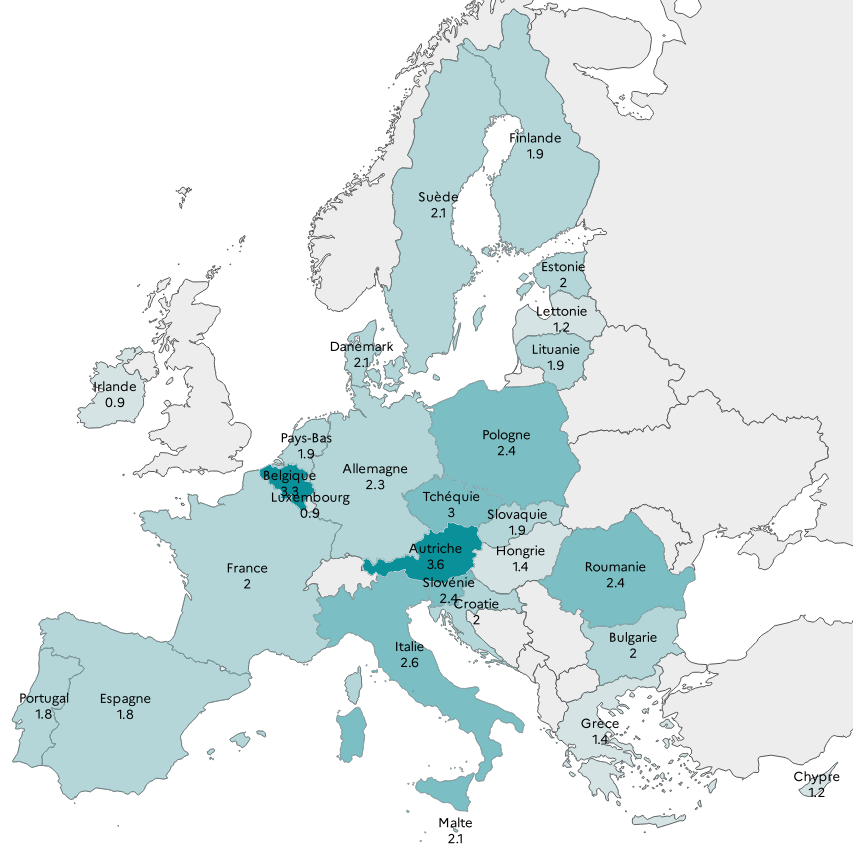 Finlande
1.9
Suède
2.1
Estonie
2
Lettonie
1.2
Danemark
2.1
Lituanie
1.9
Irlande
0.9
Pays-Bas
1.9
Pologne
2.4
Allemagne
2.3
Belgique
3.3
Luxembourg
0.9
Tchéquie
3
Slovaquie
1.9
Autriche
3.6
Hongrie
1.4
France
2
Roumanie
2.4
Slovénie
2.4
Croatie
2
Bulgarie
2
Italie
2.6
Portugal
1.8
Espagne
1.8
Grèce
1.4
Chypre
1.2
Malte
2.1